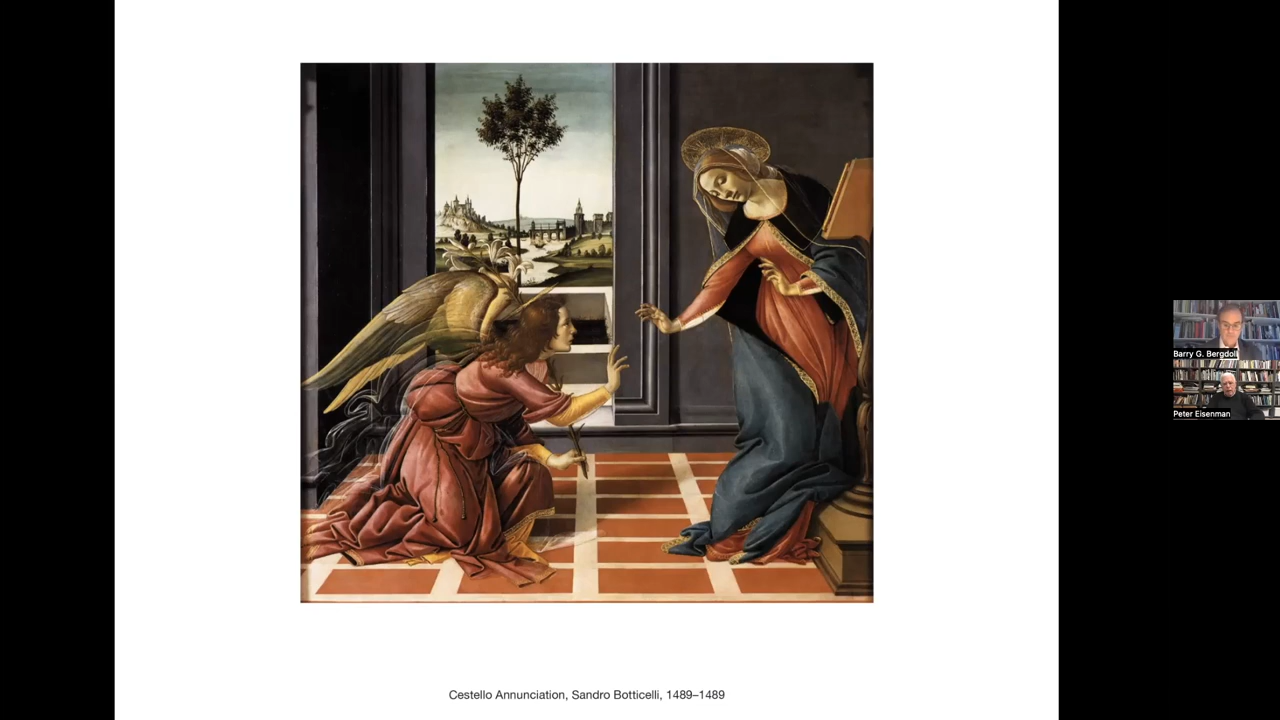 Barry G. Bergdoll
Peter Eisenman
Cestello Annunciation, Sandro Botticelli, 1489–1489